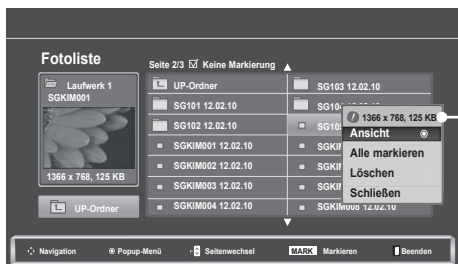 Fotoliste
Seite 2/3 Keine Markierung
Laufwerk 1
SGKIM001
1366 x 768, 125 KB
UP-Ordner
UP-Ordner
SG101 12.02.10
SG102 12.02.10
SGKIM001 12.02.10
SGKIM002 12.02.10
SGKIM003 12.02.10
SGKIM004 12.02.10
SG103 12.02.10
SGKIM008 12.02.10
1366 x 768, 125 KB
Ansicht
Alle markieren
Löschen
Schließen
Navigation Popup-Menü Seitenwechsel MARK Markieren Beenden